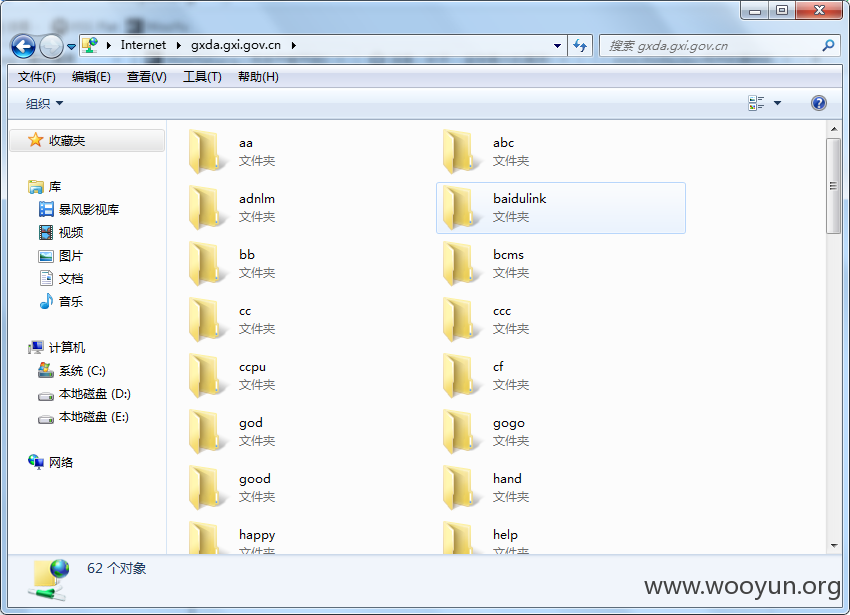 Internet gxda.gxi.gov.cn
搜索 gxda.gxi.gov.cn
文件(F) 编辑(E) 查看(V) 工具(T) 帮助(H)
组织
收藏夹
库
暴风影视库
视频
图片
文档
音乐
计算机
系统 (C:)
本地磁盘 (D:)
本地磁盘 (E:)
网络
aa
文件夹
abc
文件夹
adnlm
文件夹
baidulink
文件夹
bb
文件夹
bcms
文件夹
cc
文件夹
ccc
文件夹
ccpu
文件夹
cf
文件夹
god
文件夹
gogo
文件夹
good
文件夹
hand
文件夹
happy
文件夹
help
文件夹
62 个对象
www.wooyun.org